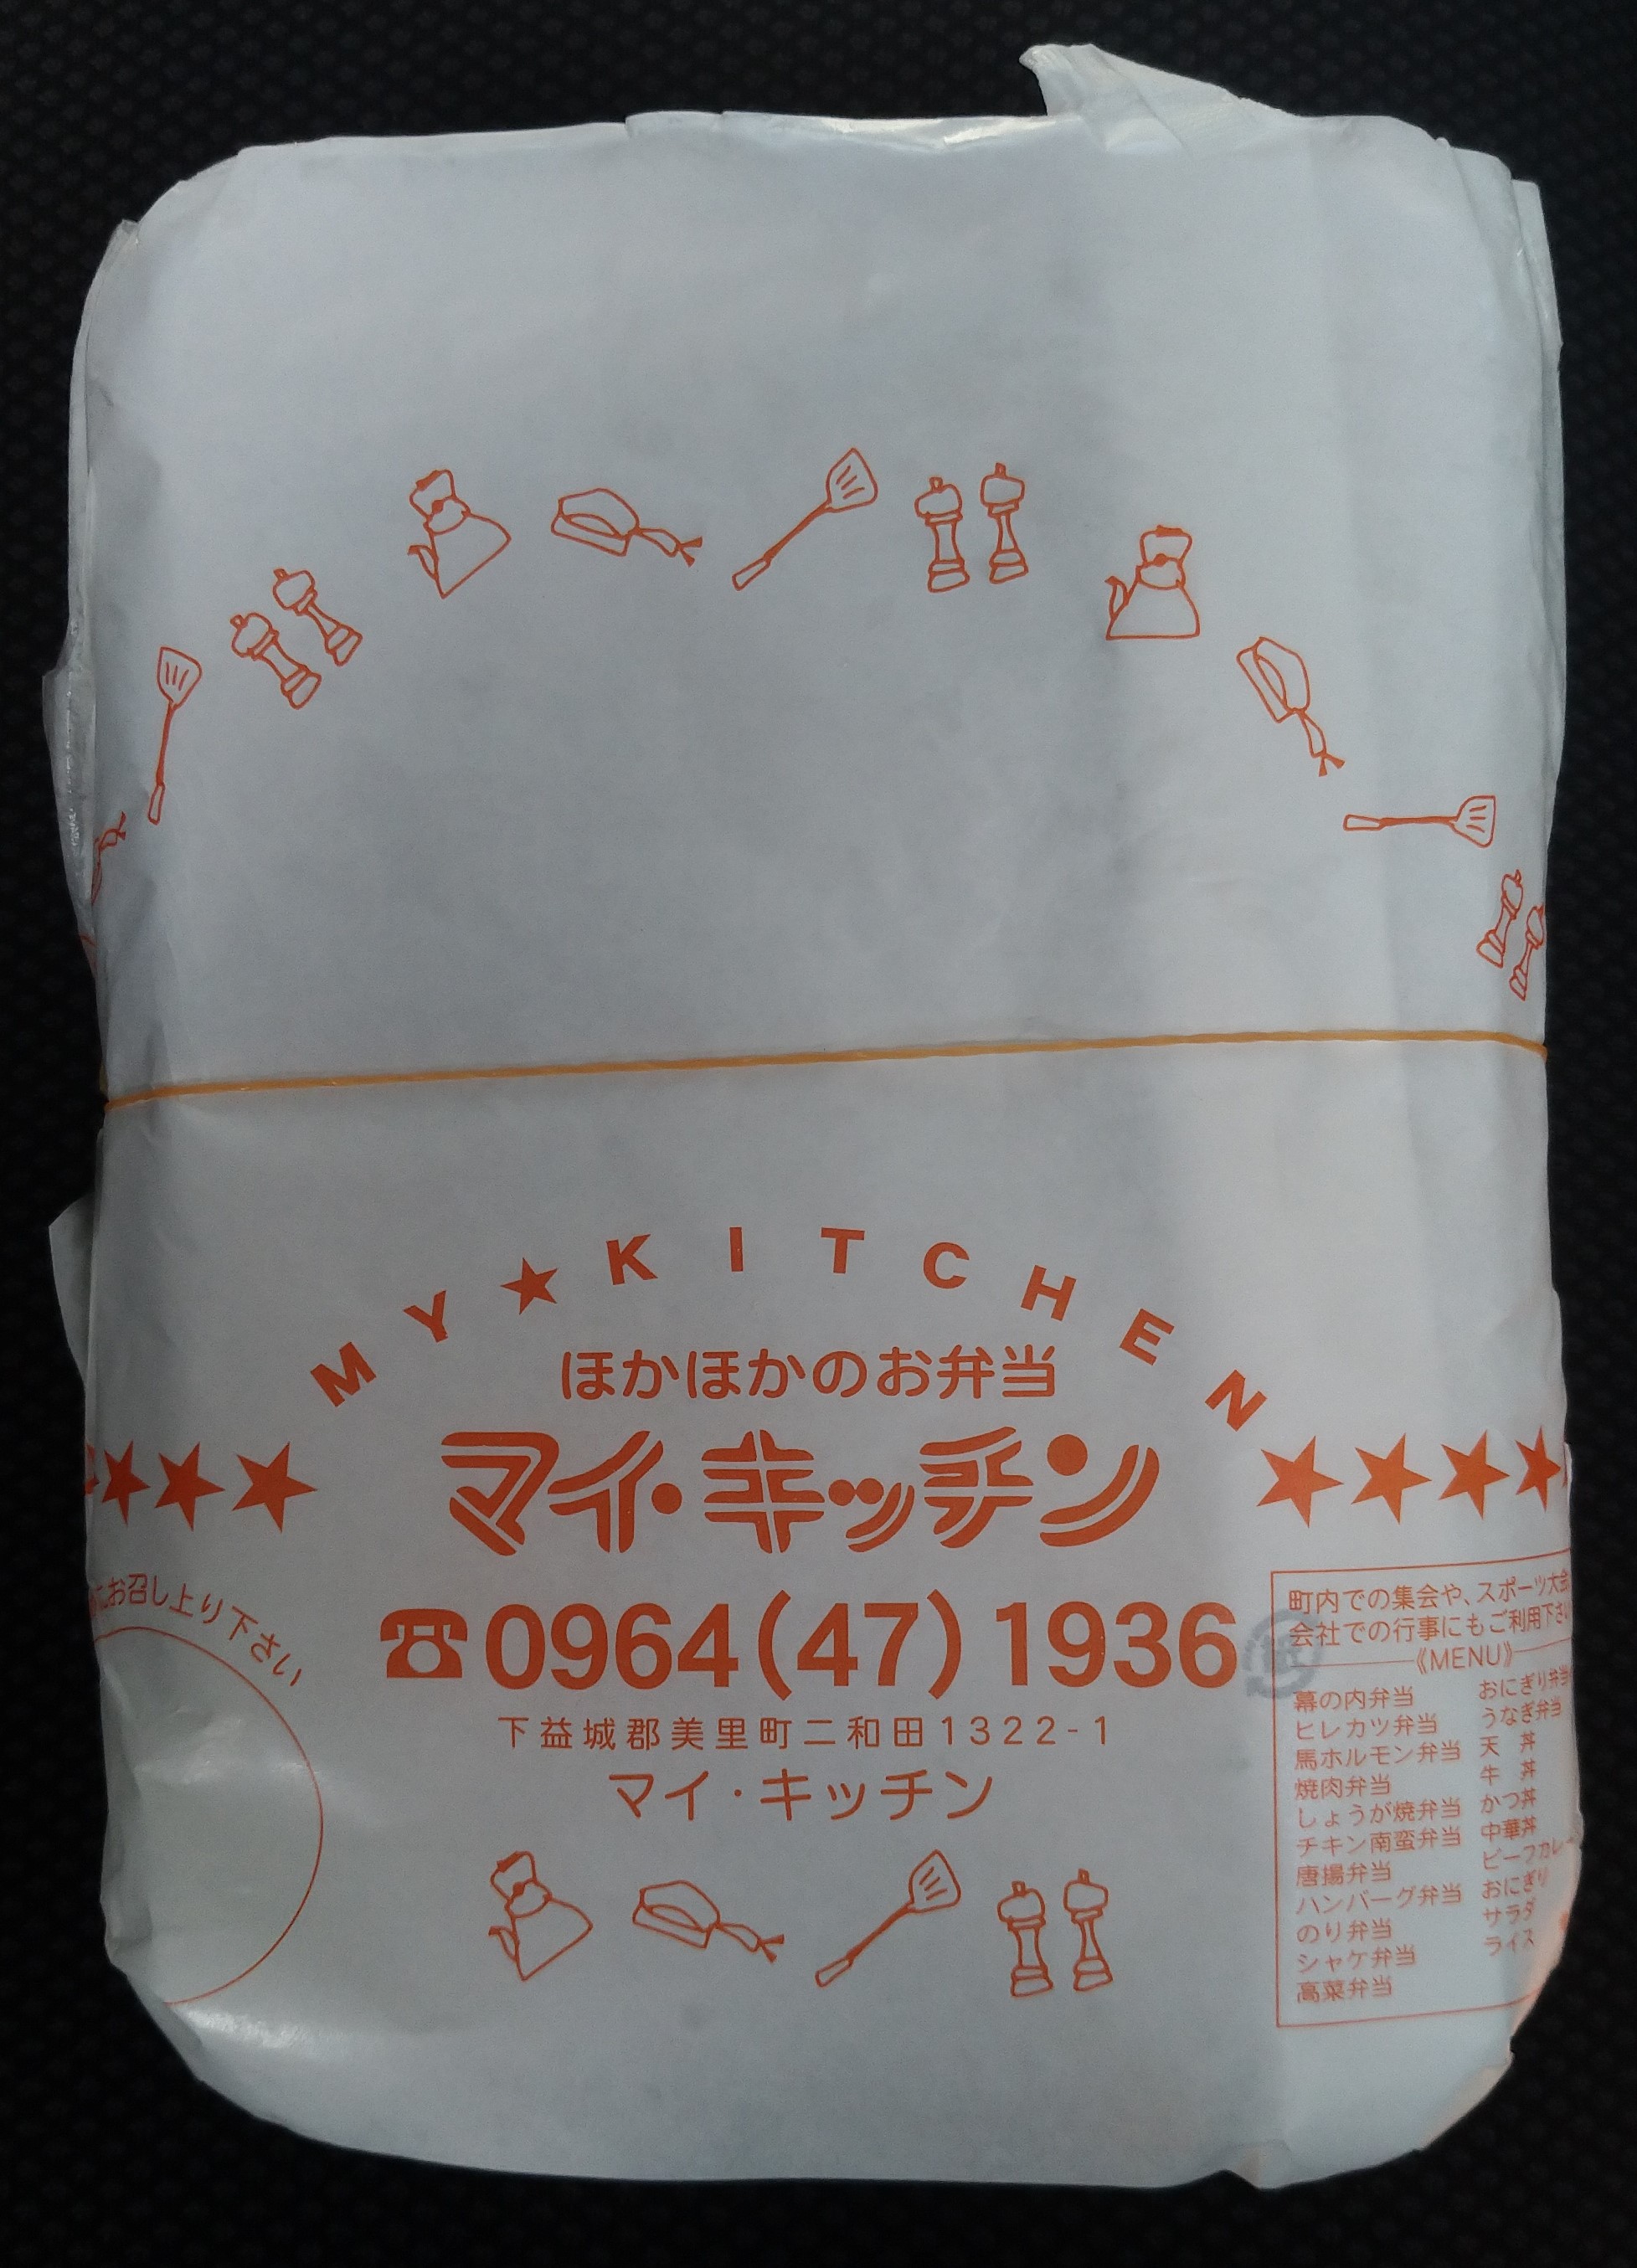 MY★KITCHEN
ほかほかのお弁当
マイ・キッチン
☎0964(47)1936
下益城郡美里町二和田1322-1
マイ・キッチン
お召し上り下さい
町内での集会や、スポーツ大会
会社での行事にもご利用下さい
《MENU》
幕の内弁当
ヒレカツ弁当
馬ホルモン弁当
焼肉弁当
しょうが焼弁当
チキン南蛮弁当
唐揚弁当
ハンバーグ弁当
のり弁当
シャケ弁当
高菜弁当
おにぎり弁当
うなぎ弁当
天 丼
牛 丼
かつ丼
中華丼
ビーフカレー
おにぎり
サラダ
ライス